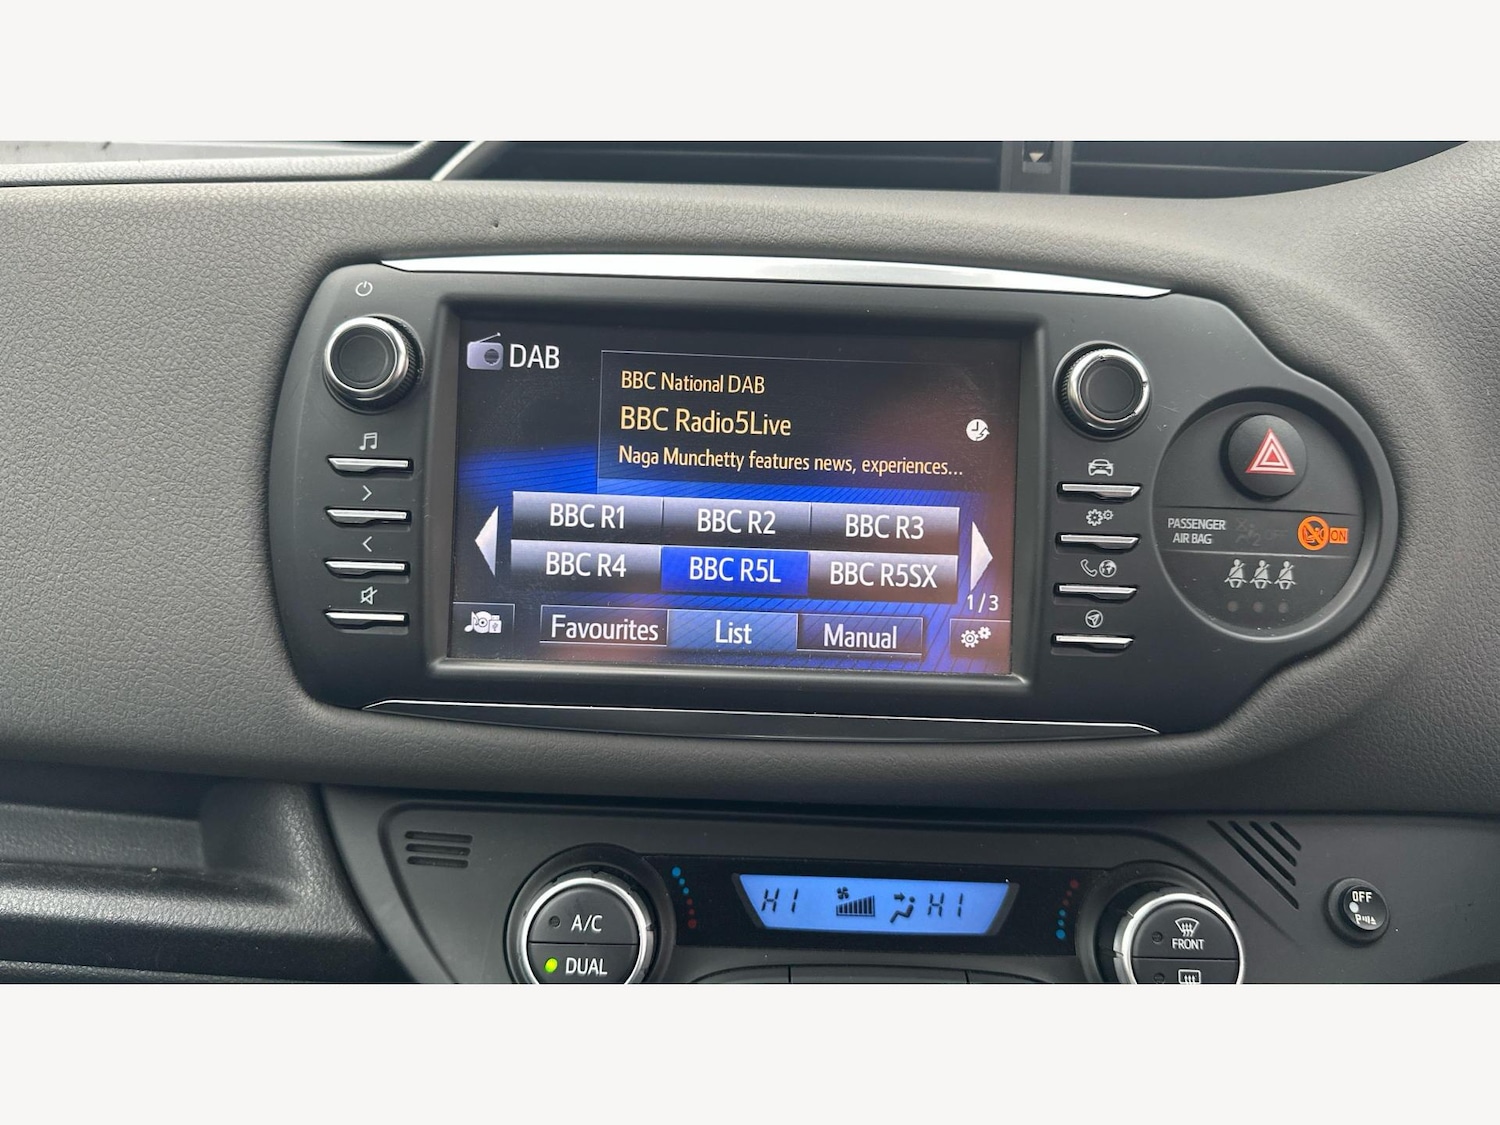 DAB
BBC National DAB
BBC Radio5Live
Naga Munchetty features news, experiences...
BBC R1 BBC R2 BBC R3
BBC R4 BBC R5L BBC R5SX
1/3
Favourites List Manual
PASSENGER
AIR BAG
ON
A/C
DUAL
HI HI
FRONT
OFF
P